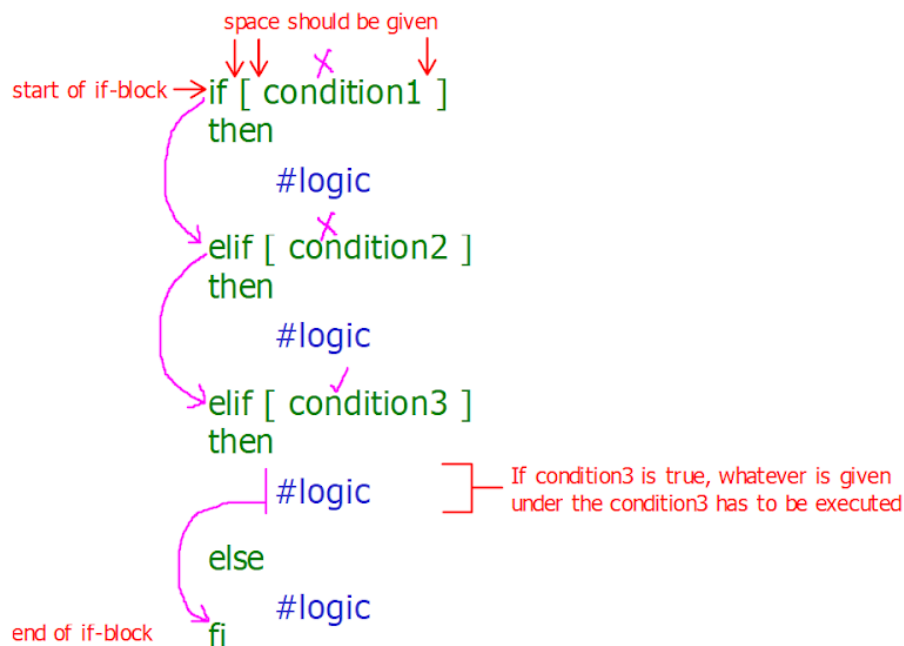 space should be given
start of if-block if [ condition1 ]
then
#logic
elif [ condition2 ]
then
#logic
elif [ condition3 ]
then
#logic
If condition3 is true, whatever is given
under the condition3 has to be executed
else
#logic
end of if-block fi